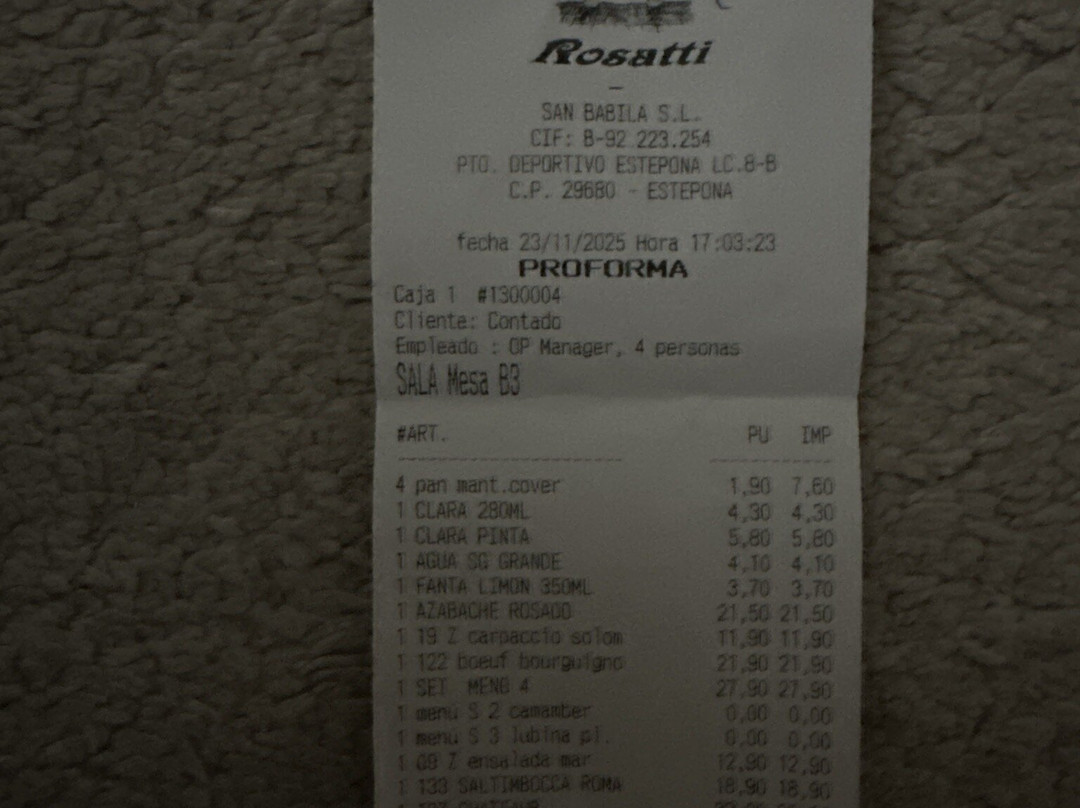 Rosatti
SAN BABILA S.L.
CIF: B-92 223.254
PTO. DEPORTIVO ESTEPONA LC.8-B
C.P. 29680 - ESTEPONA
fecha 23/11/2025 Hora 17:03:23
PROFORMA
Caja 1 #1300004
Cliente: Contado
Empleado : OP Manager, 4 personas
SALA Mesa B3
#ART. PU IMP
4 pan mant.cover 1,90 7,60
1 CLARA 280ML 4,30 4,30
1 CLARA PINTA 5,80 5,80
1 AGUA SG GRANDE 4,10 4,10
1 FANTA LIMON 350ML 3,70 3,70
1 AZABACHE ROSADO 21,50 21,50
1 19 Z carpaccio solom 11,90 11,90
1 122 boeuf bourguigno 21,90 21,90
1 SET MENÚ 4 27,90 27,90
1 menú S 2 camamber 0,00 0,00
1 menú S 3 lubina pl. 0,00 0,00
1 09 Z ensalada mar 12,90 12,90
1 133 SALTIMBOCCA ROMA 18,90 18,90